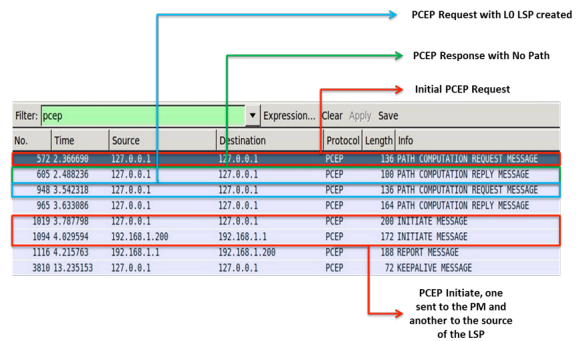 PCEP Request with L0 LSP created
PCEP Response with No Path
Initial PCEP Request
Filter: pcep Expression... Clear Apply Save
No. Time Source Destination Protocol Length Info
572 2.366690 127.0.0.1 127.0.0.1 PCEP 136 PATH COMPUTATION REQUEST MESSAGE
605 2.488236 127.0.0.1 127.0.0.1 PCEP 100 PATH COMPUTATION REPLY MESSAGE
948 3.542318 127.0.0.1 127.0.0.1 PCEP 136 PATH COMPUTATION REQUEST MESSAGE
965 3.633086 127.0.0.1 127.0.0.1 PCEP 164 PATH COMPUTATION REPLY MESSAGE
1019 3.787798 127.0.0.1 127.0.0.1 PCEP 200 INITIATE MESSAGE
1094 4.029594 192.168.1.200 192.168.1.1 PCEP 172 INITIATE MESSAGE
1116 4.215763 192.168.1.1 192.168.1.200 PCEP 188 REPORT MESSAGE
3810 13.235153 127.0.0.1 127.0.0.1 PCEP 72 KEEPALIVE MESSAGE
PCEP Initiate, one
sent to the PM and
another to the source
of the LSP